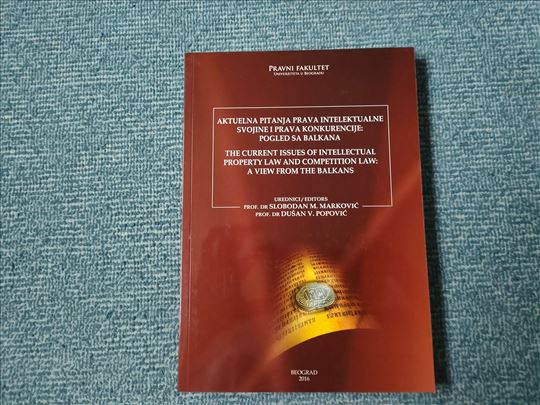 PRAVNI FAKULTET
UNIVERZITETA U BEOGRADU
AKTUELNA PITANJA PRAVA INTELEKTUALNE
SVOJINE I PRAVA KONKURENCIJE:
POGLED SA BALKANA
THE CURRENT ISSUES OF INTELLECTUAL
PROPERTY LAW AND COMPETITION LAW:
A VIEW FROM THE BALKANS
UREDNICI/EDITORS
PROF. DR SLOBODAN M. MARKOVIĆ
PROF. DR DUŠAN V. POPOVIĆ
BEOGRAD
2016